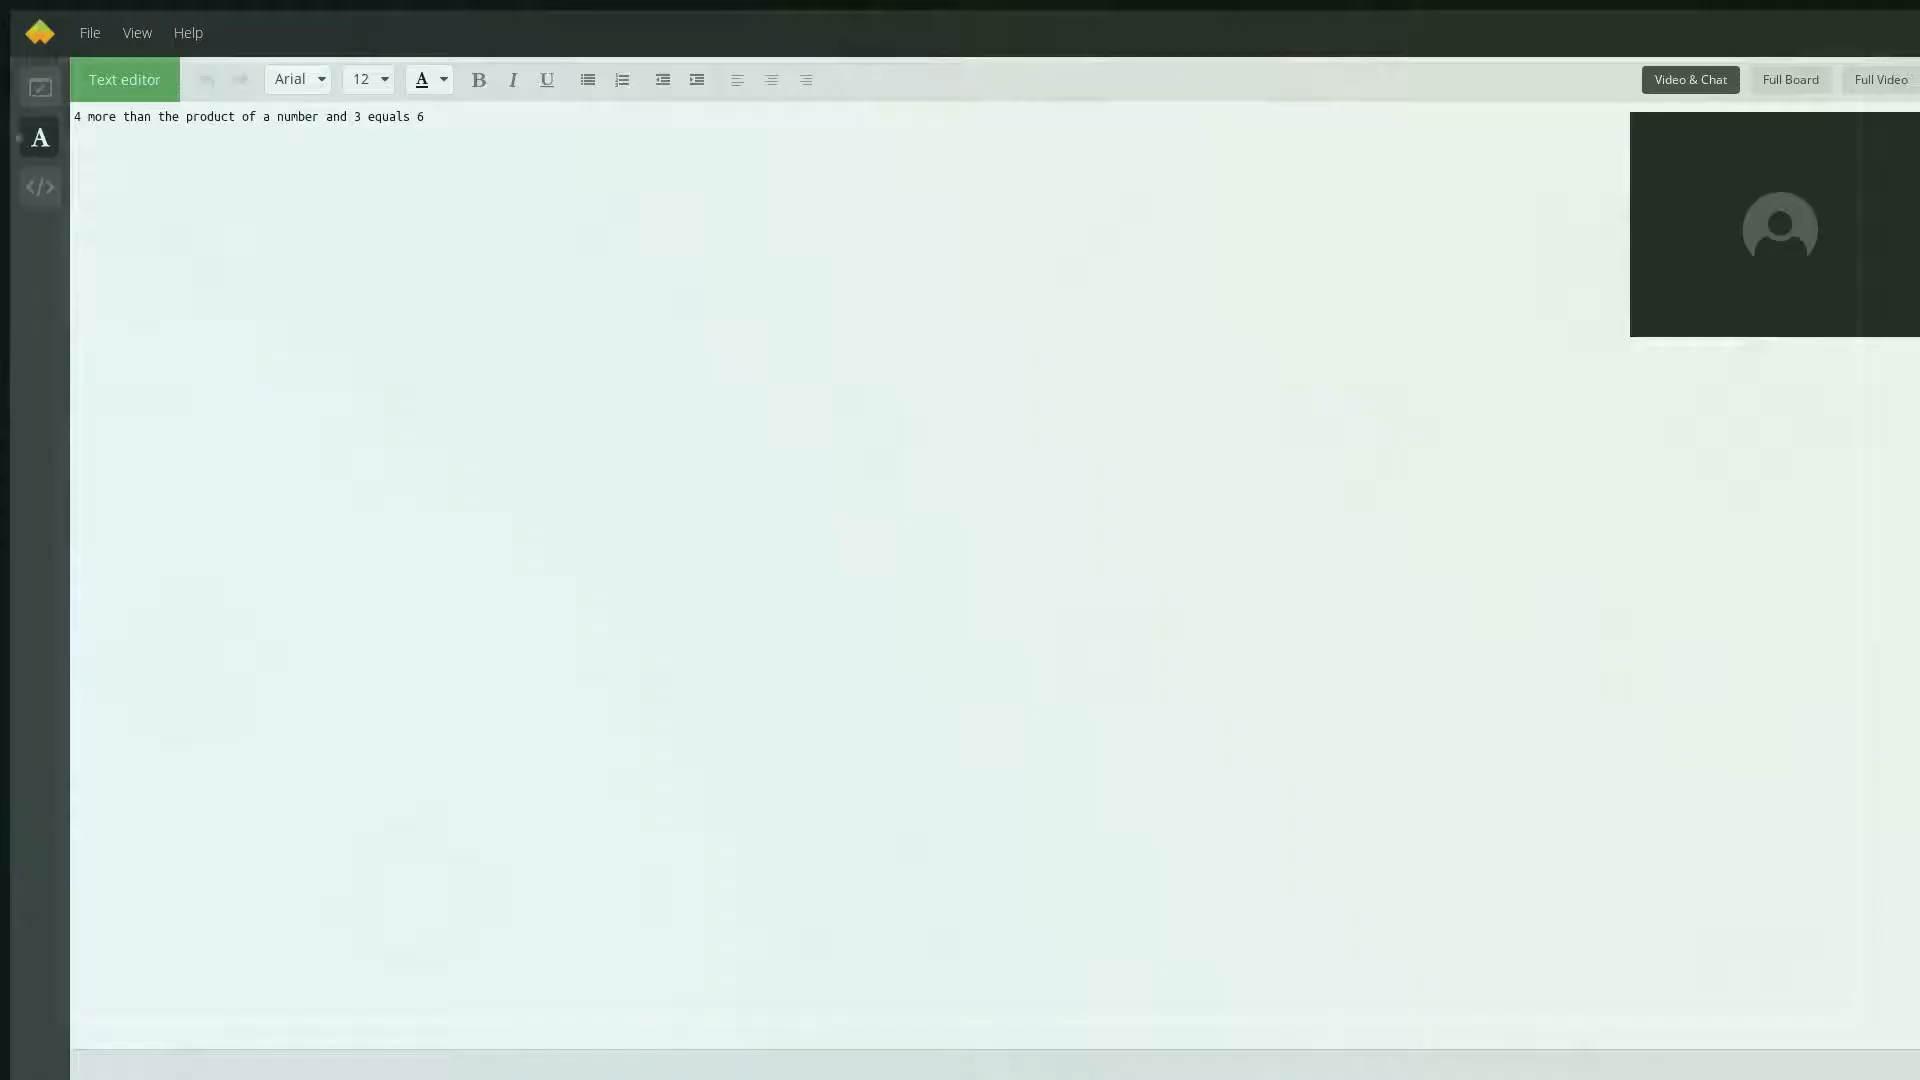 File View Help
Text editor Arial 12 A B I U Video & Chat Full Board Full Video
4 more than the product of a number and 3 equals 6
A
</>